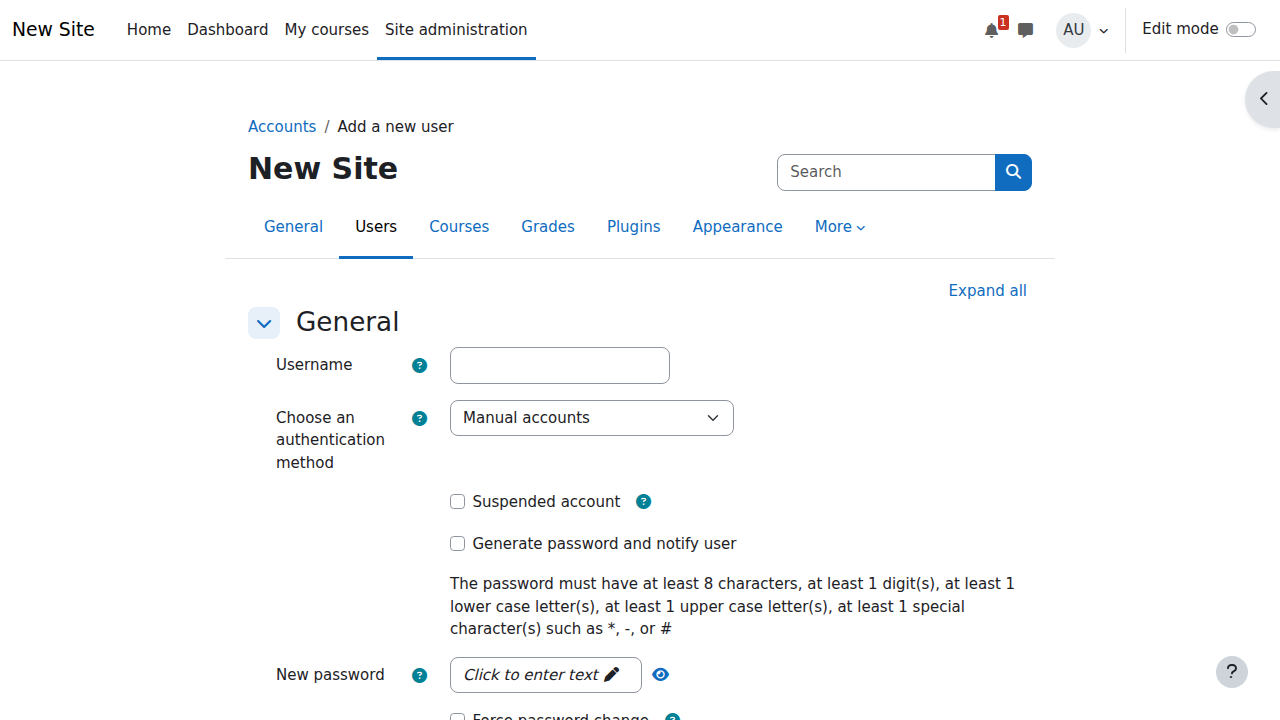 New Site
Home
Dashboard
My courses
Site administration
1
AU
Edit mode
Accounts / Add a new user
New Site
Search
General
Users
Courses
Grades
Plugins
Appearance
More
Expand all
General
Username
?
Choose an
authentication
method
?
Manual accounts
Suspended account
?
Generate password and notify user
The password must have at least 8 characters, at least 1 digit(s), at least 1
lower case letter(s), at least 1 upper case letter(s), at least 1 special
character(s) such as *, -, or #
New password
?
Click to enter text
Force password change
?
?